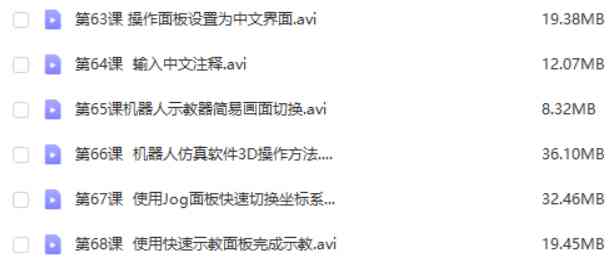 第63课 操作面板设置为中文界面.avi 19.38MB
第64课 输入中文注释.avi 12.07MB
第65课机器人示教器简易画面切换.avi 8.32MB
第66课 机器人仿真软件3D操作方法.... 36.10MB
第67课 使用Jog面板快速切换坐标系... 32.46MB
第68课 使用快速示教面板完成示教.avi 19.45MB